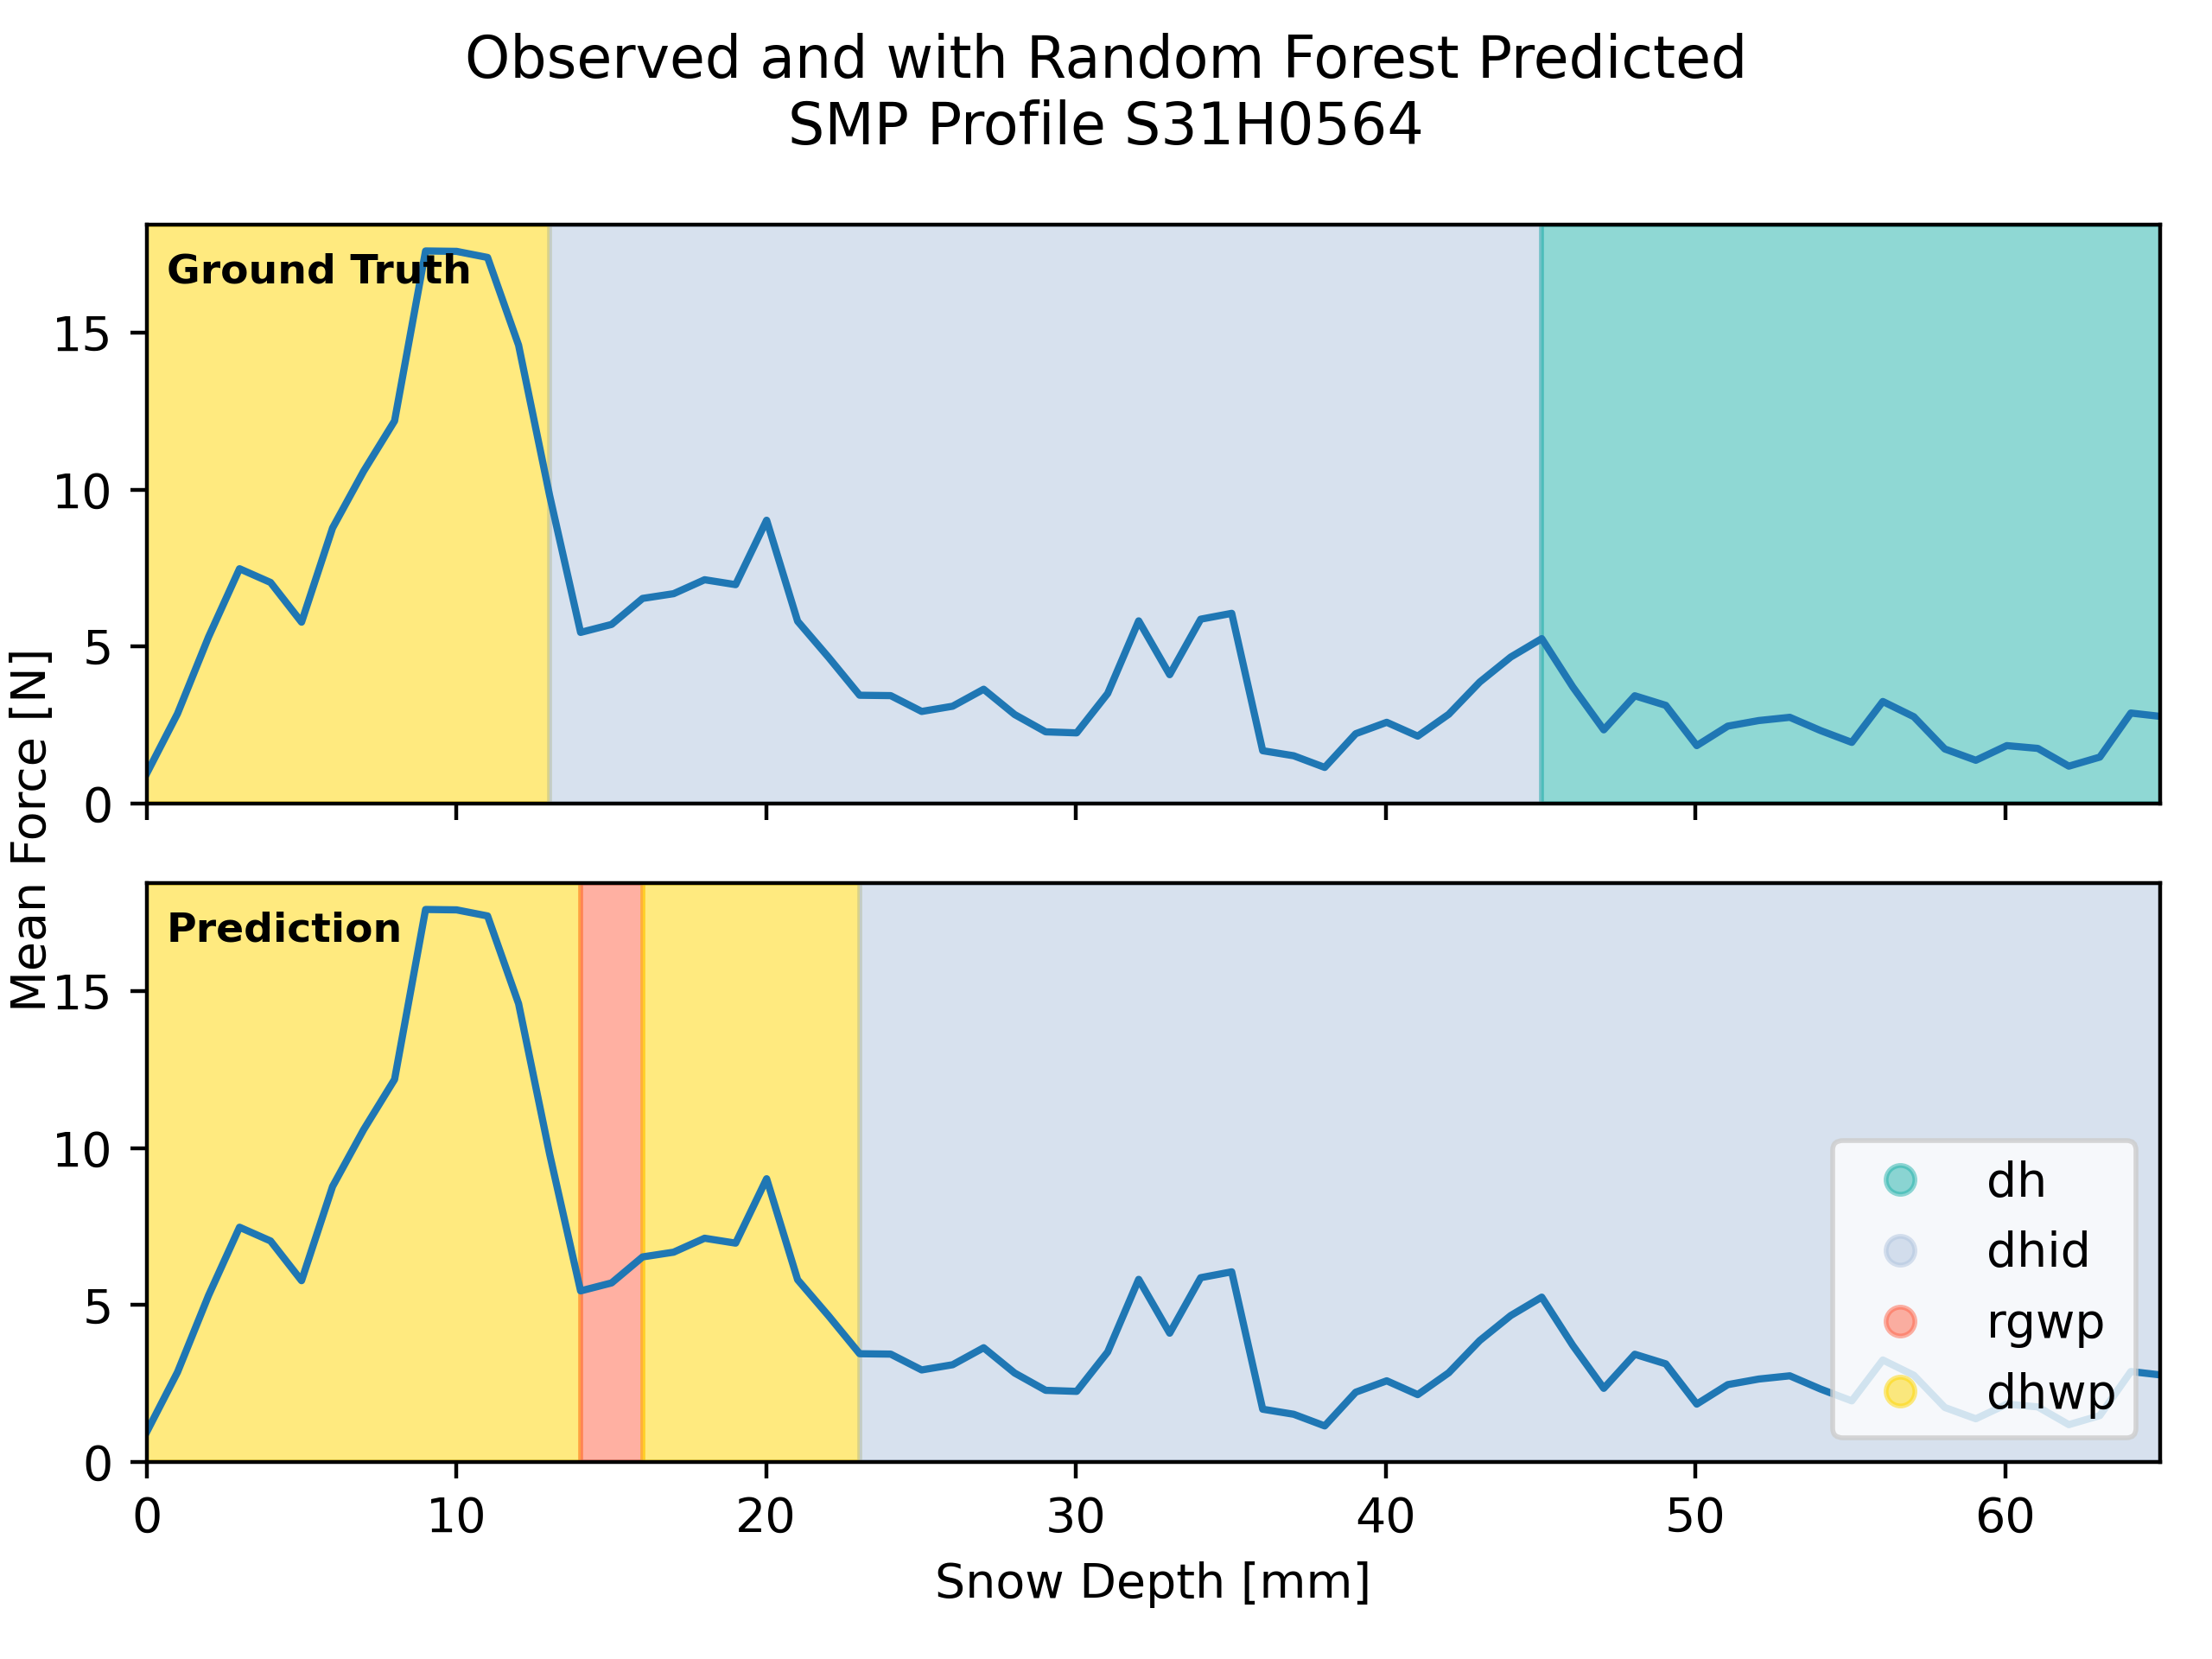 Observed and with Random Forest Predicted
SMP Profile S31H0564
Mean Force [N]
Ground Truth
15
10
5
0
Prediction
15
10
5
0
dh
dhid
rgwp
dhwp
0 10 20 30 40 50 60
Snow Depth [mm]